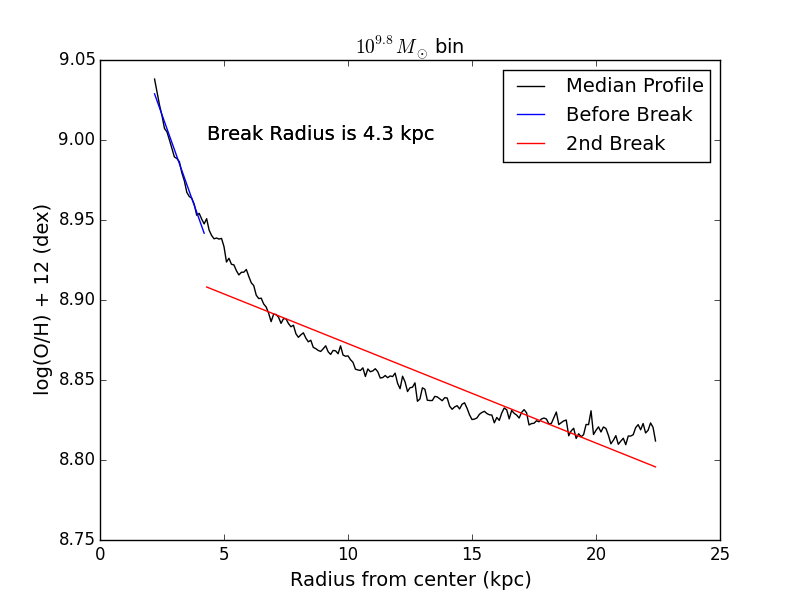 10^9.8 M_⊙ bin
9.05
9.00
8.95
8.90
8.85
8.80
8.75
log(O/H) + 12 (dex)
Break Radius is 4.3 kpc
Median Profile
Before Break
2nd Break
0 5 10 15 20 25
Radius from center (kpc)